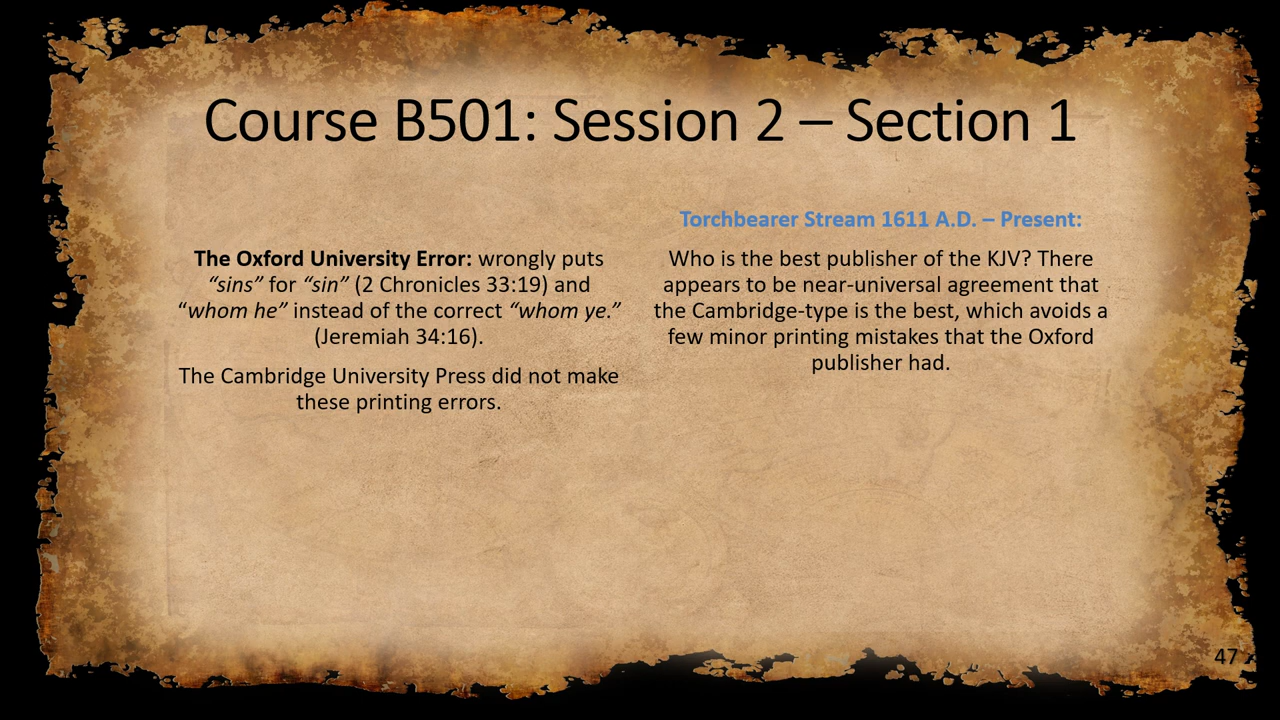 Course B501: Session 2 – Section 1
The Oxford University Error: wrongly puts
“sins” for “sin” (2 Chronicles 33:19) and
“whom he” instead of the correct “whom ye.”
(Jeremiah 34:16).
The Cambridge University Press did not make
these printing errors.
Torchbearer Stream 1611 A.D. – Present:
Who is the best publisher of the KJV? There
appears to be near-universal agreement that
the Cambridge-type is the best, which avoids a
few minor printing mistakes that the Oxford
publisher had.
47